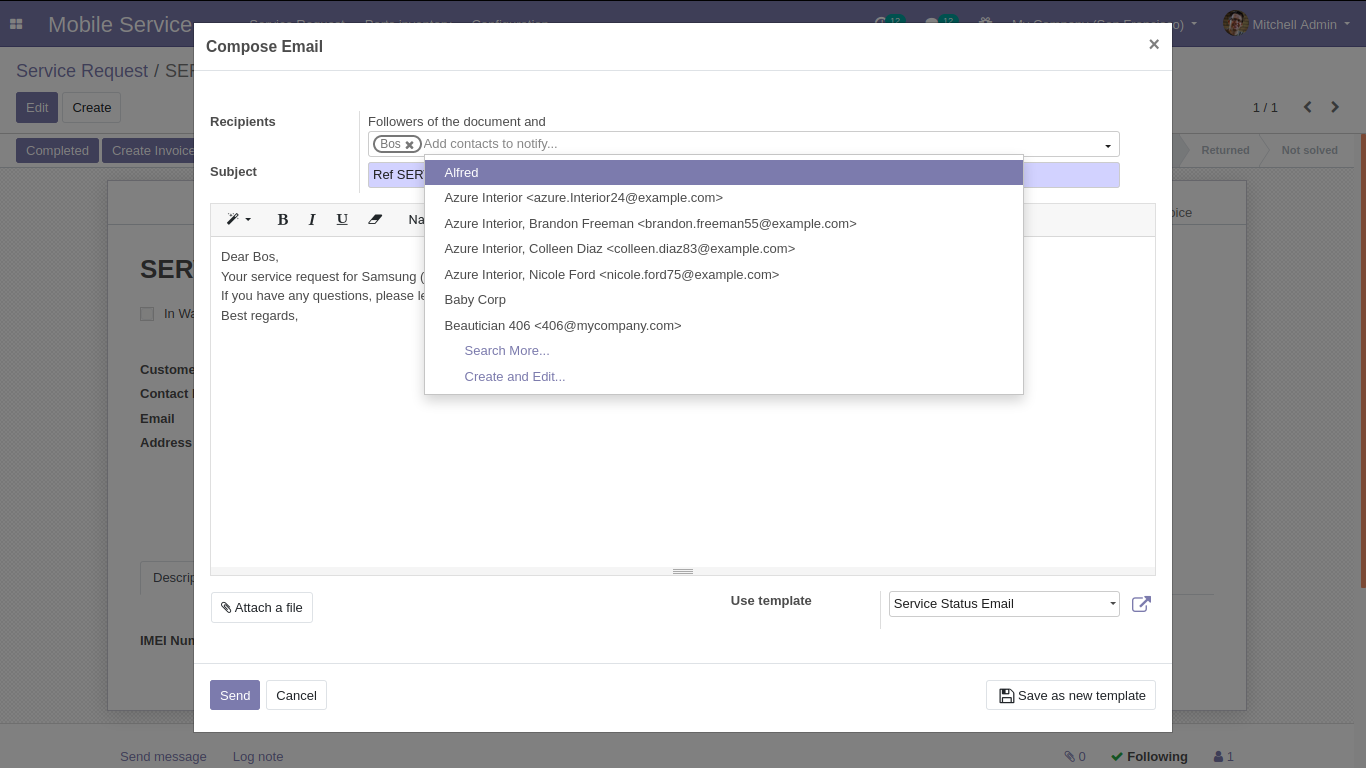 Mobile Service
Mitchell Admin
Service Request / SER
Edit
Create
1 / 1
Completed
Create Invoice
Returned
Not solved
Compose Email
×
Recipients
Followers of the document and
Bos
Add contacts to notify...
Subject
Ref SER
Alfred
Azure Interior <azure.Interior24@example.com>
Azure Interior, Brandon Freeman <brandon.freeman55@example.com>
Azure Interior, Colleen Diaz <colleen.diaz83@example.com>
Azure Interior, Nicole Ford <nicole.ford75@example.com>
Baby Corp
Beautician 406 <406@mycompany.com>
Search More...
Create and Edit...
B I U Na
Dear Bos,
Your service request for Samsung (
If you have any questions, please le
Best regards,
SER
In Wa
Custome
Contact
Email
Address
Descrip
IMEI Num
oice
Attach a file
Use template
Service Status Email
Send
Cancel
Save as new template
Send message
Log note
0
Following
1